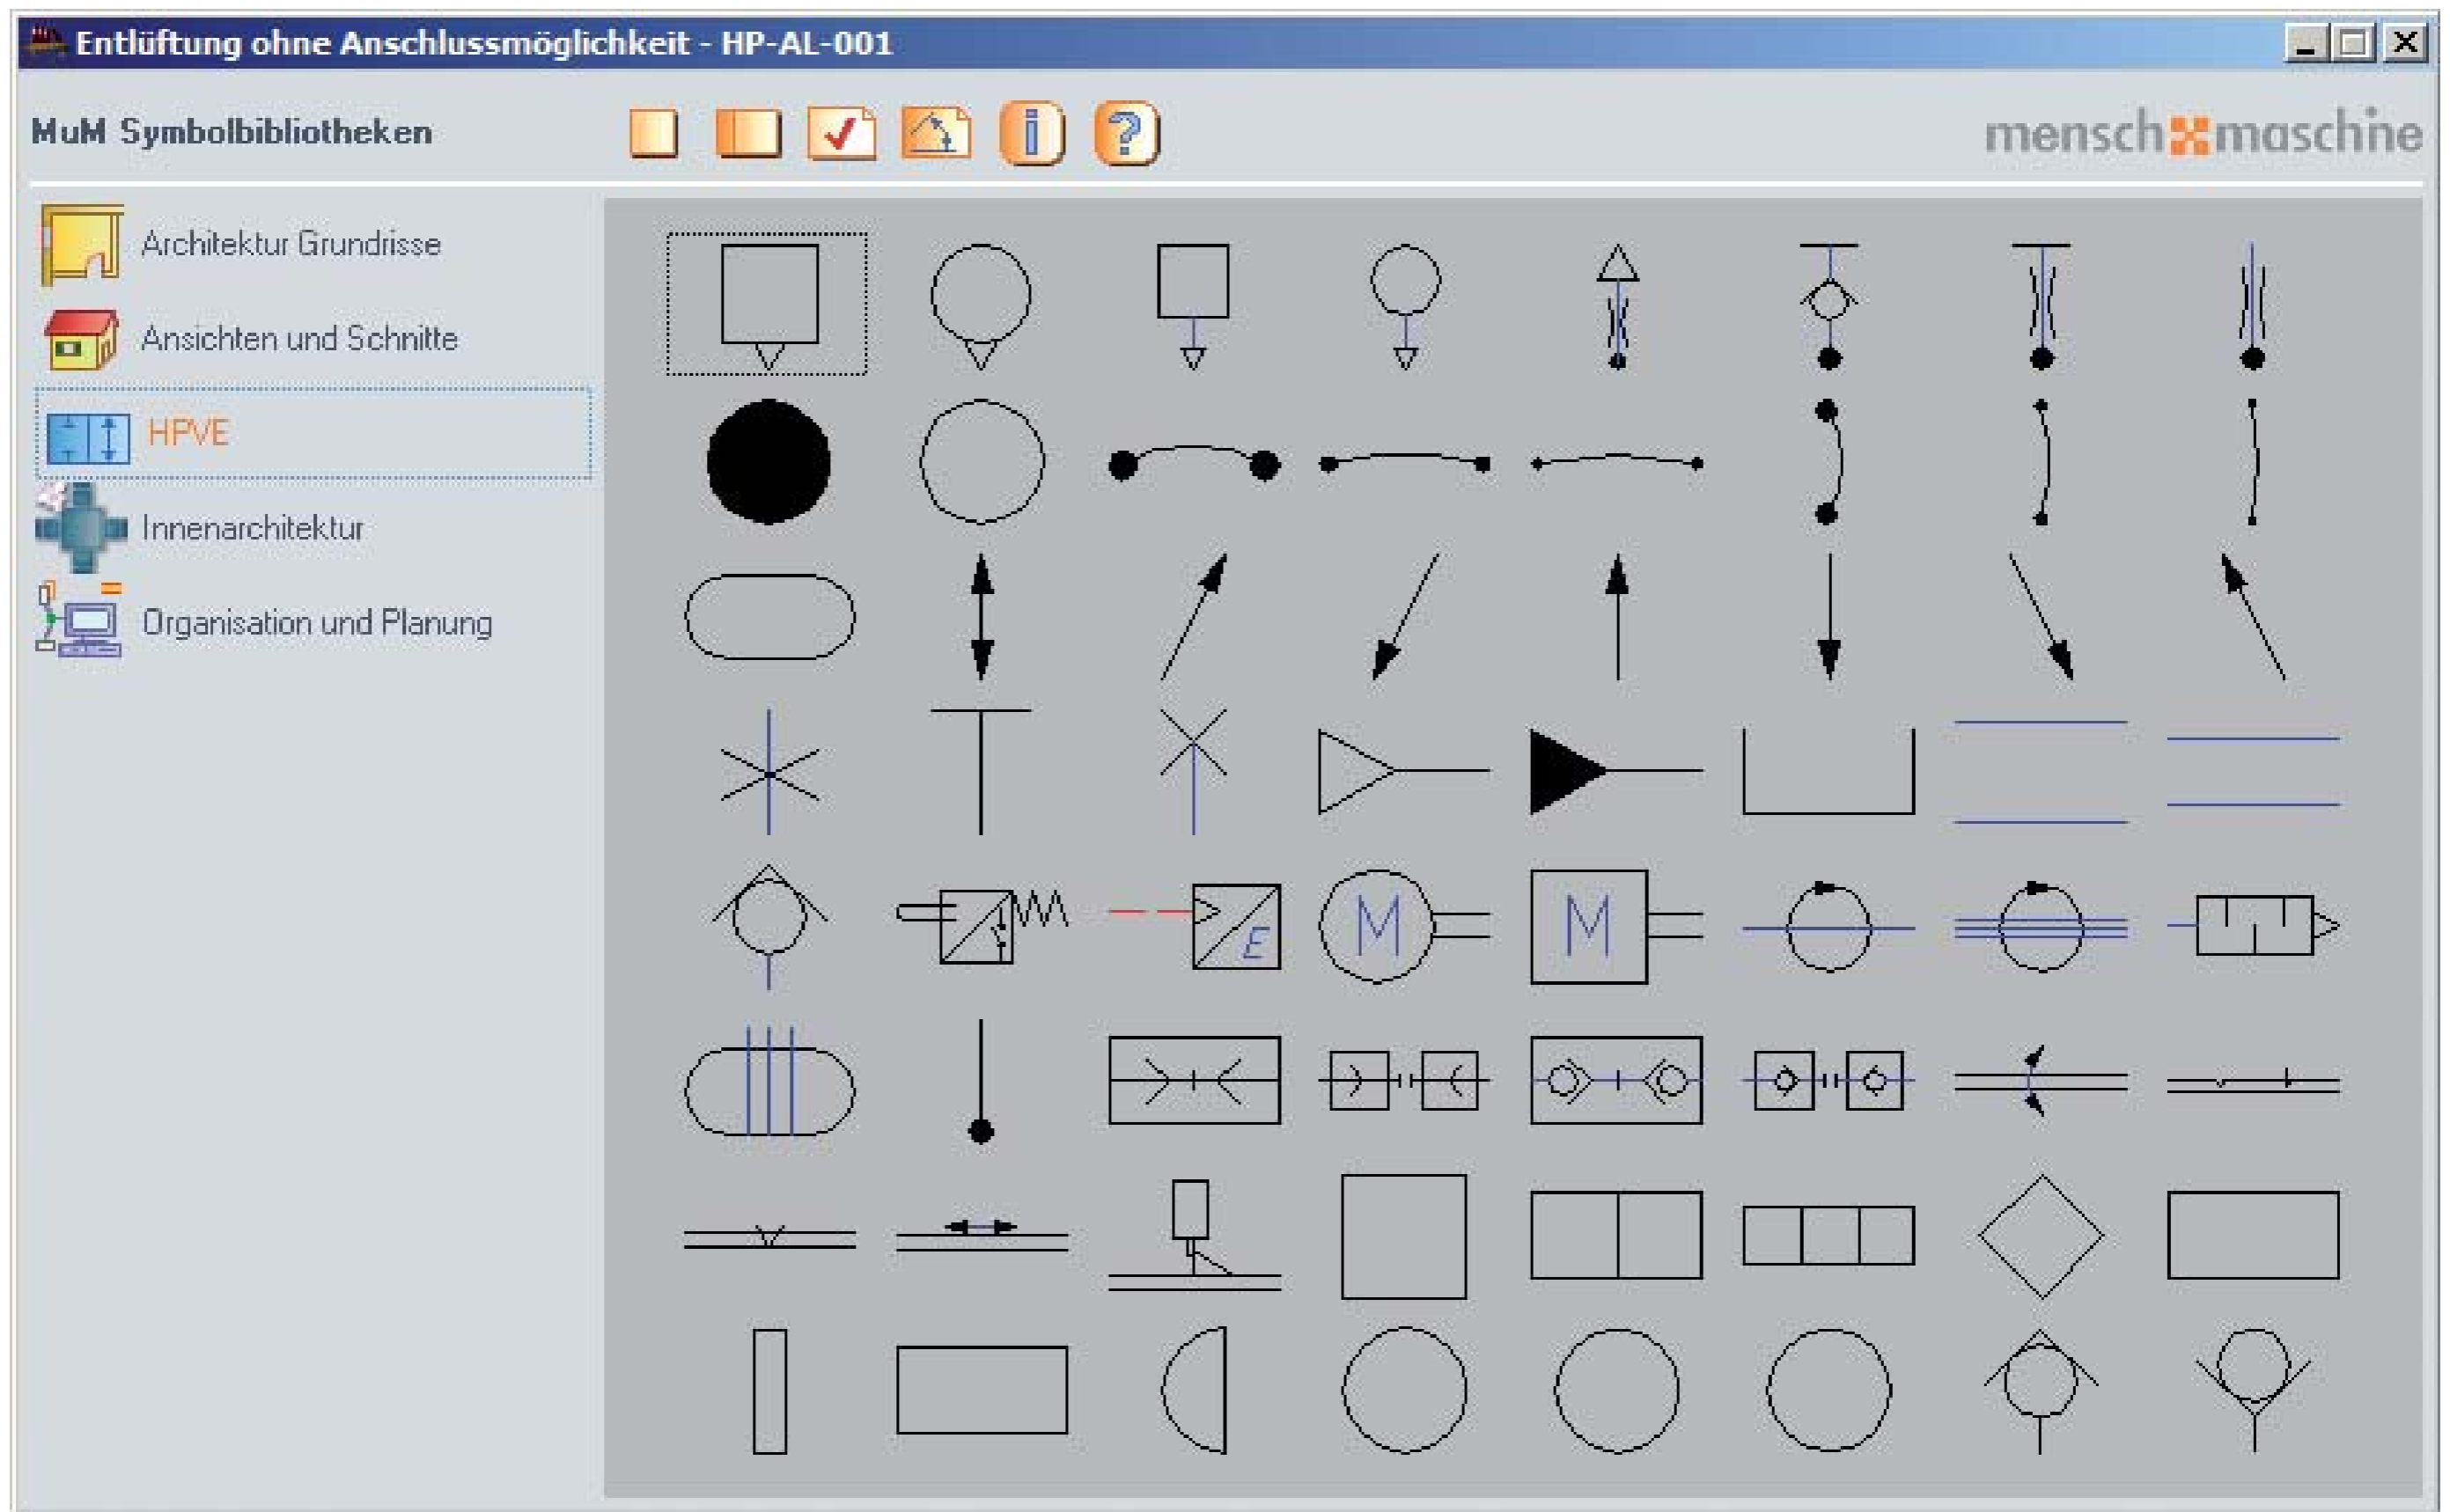 Entlüftung ohne Anschlussmöglichkeit - HP-AL-001
MuM Symbolbibliotheken
mensch maschine
Architektur Grundrisse
Ansichten und Schnitte
HPVE
Innenarchitektur
Organisation und Planung
E
M
M